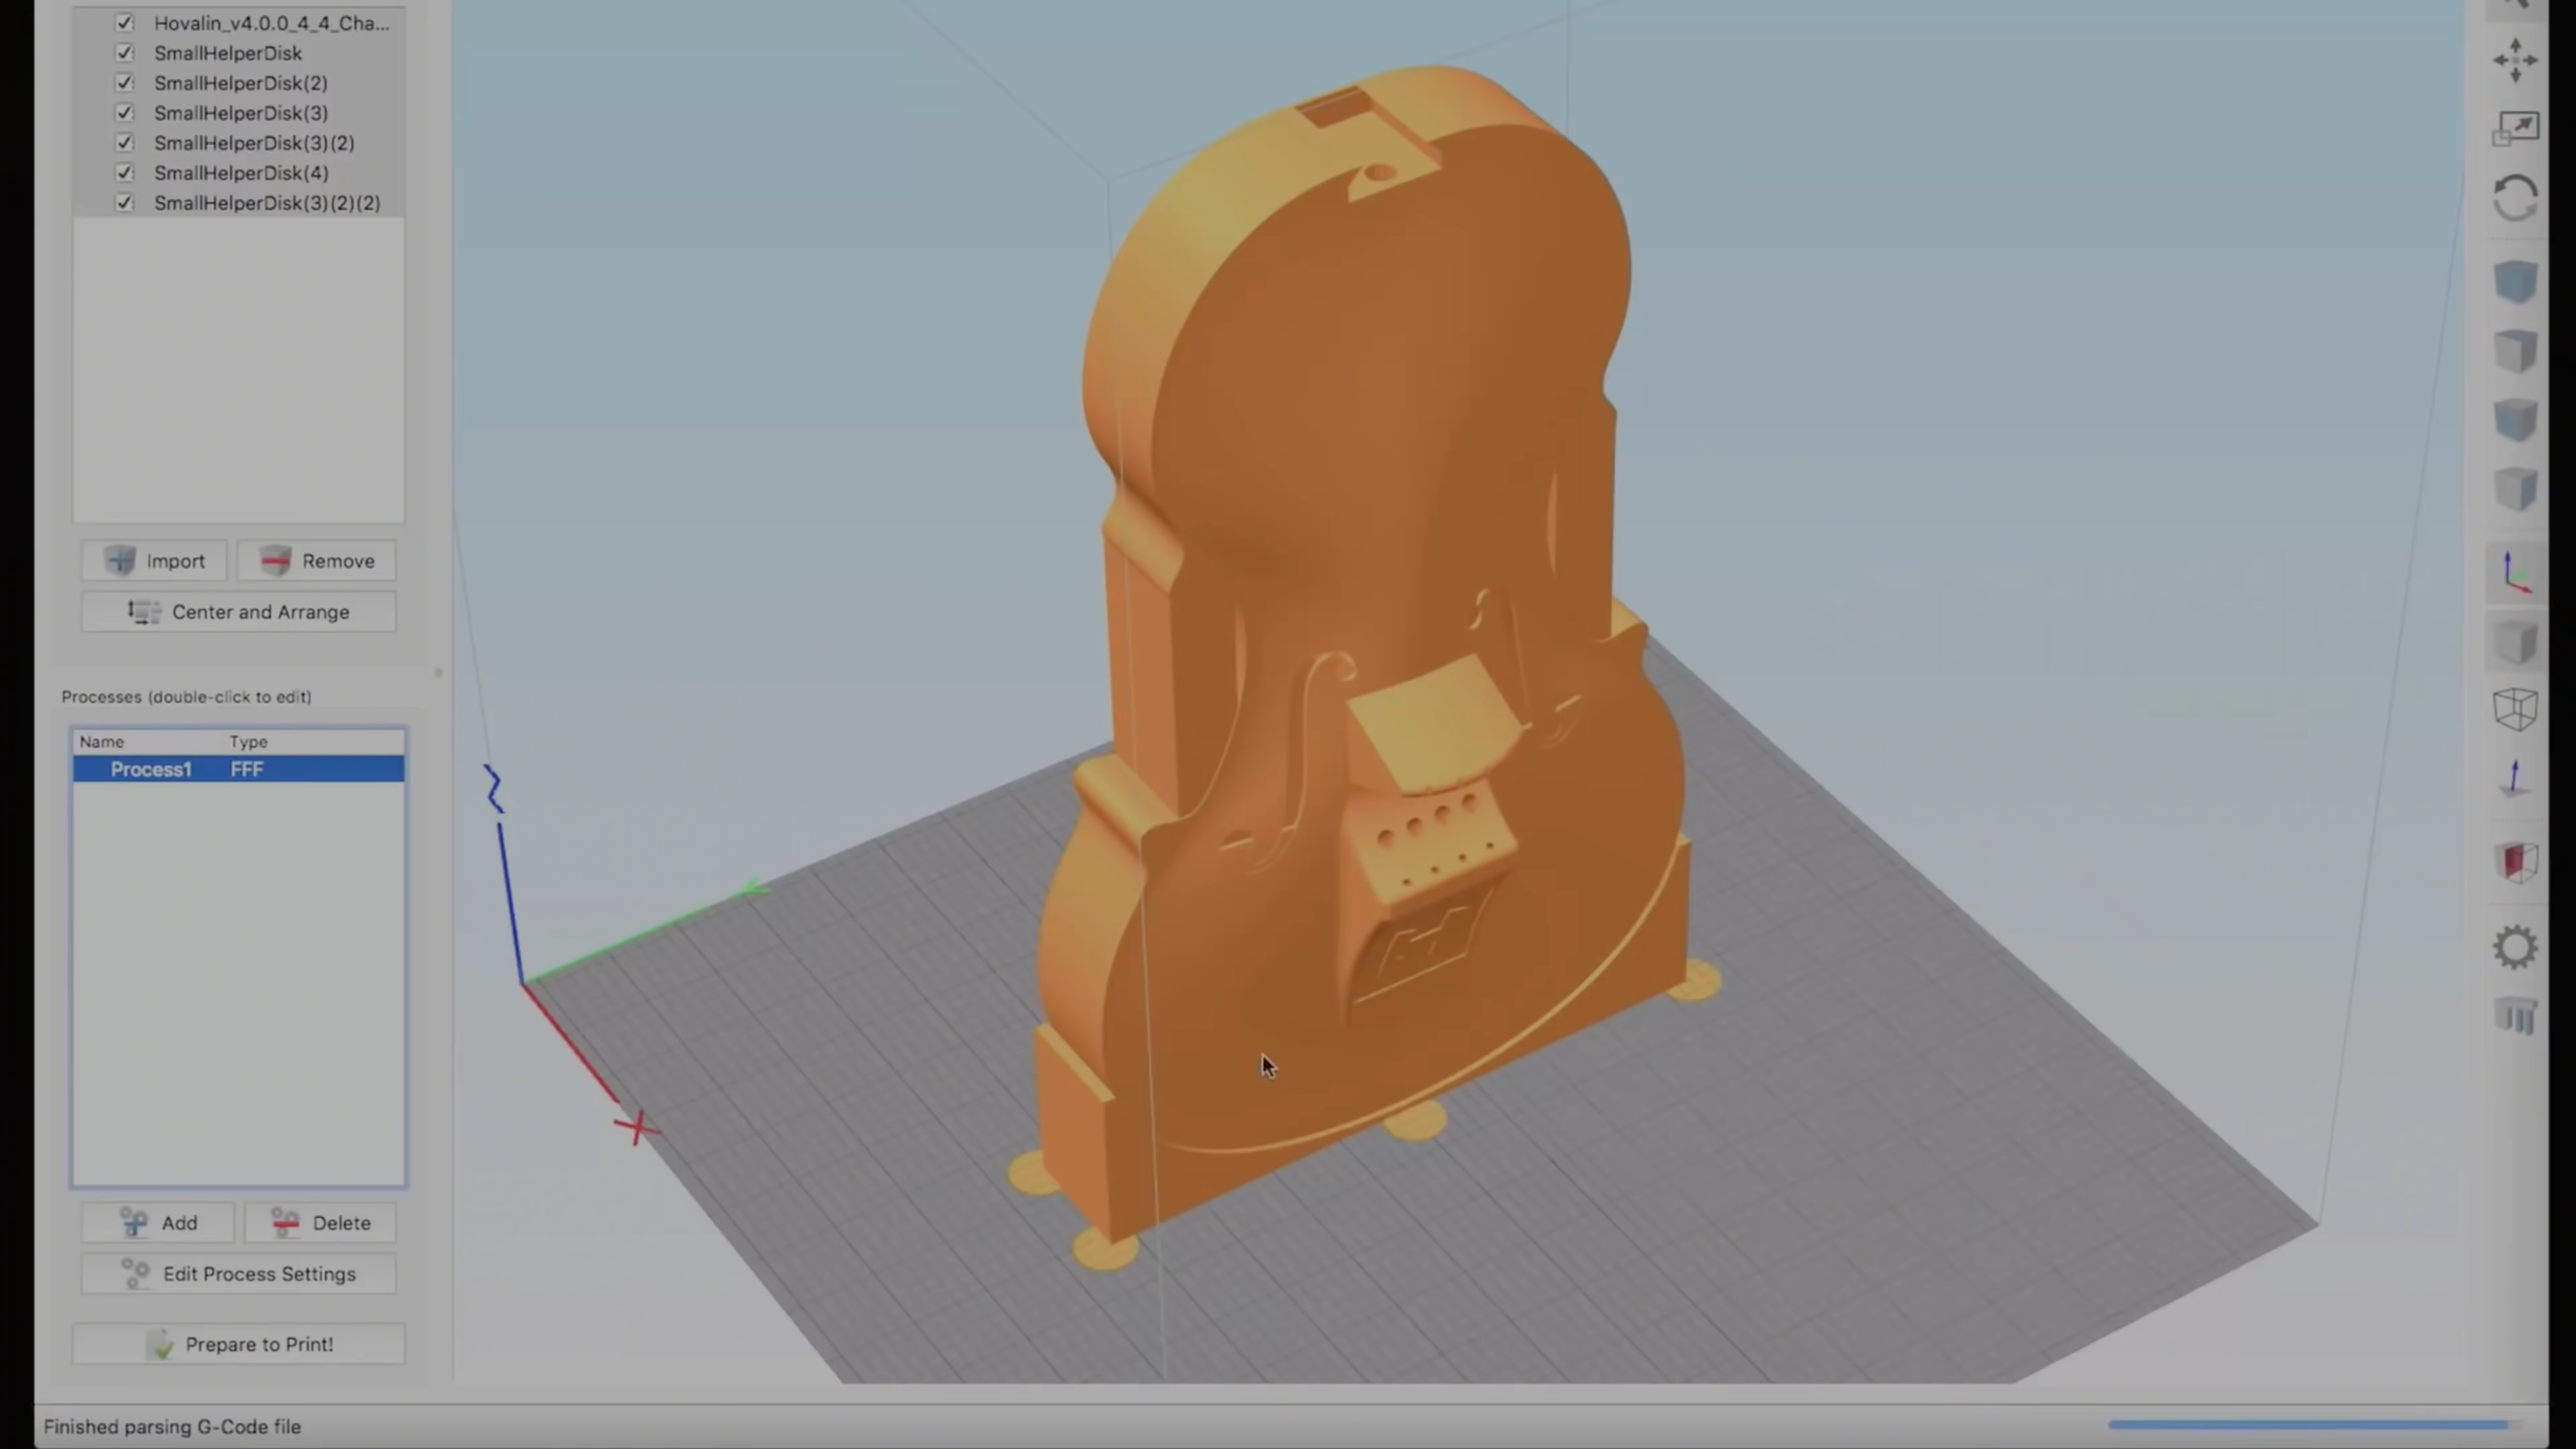 Hovalin_v4.0.0_4_4_Cha...
SmallHelperDisk
SmallHelperDisk(2)
SmallHelperDisk(3)
SmallHelperDisk(3)(2)
SmallHelperDisk(4)
SmallHelperDisk(3)(2)(2)
Import
Remove
Center and Arrange
Processes (double-click to edit)
Name Type
Process1 FFF
Add
Delete
Edit Process Settings
Prepare to Print!
Finished parsing G-Code file